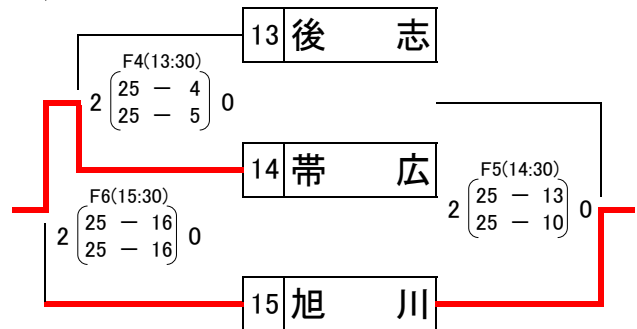 13 後 志
F4(13:30)
2 25 － 4 0
25 － 5
14 帯 広
F5(14:30)
2 25 － 13 0
25 － 10
F6(15:30)
2 25 － 16 0
25 － 16
15 旭 川